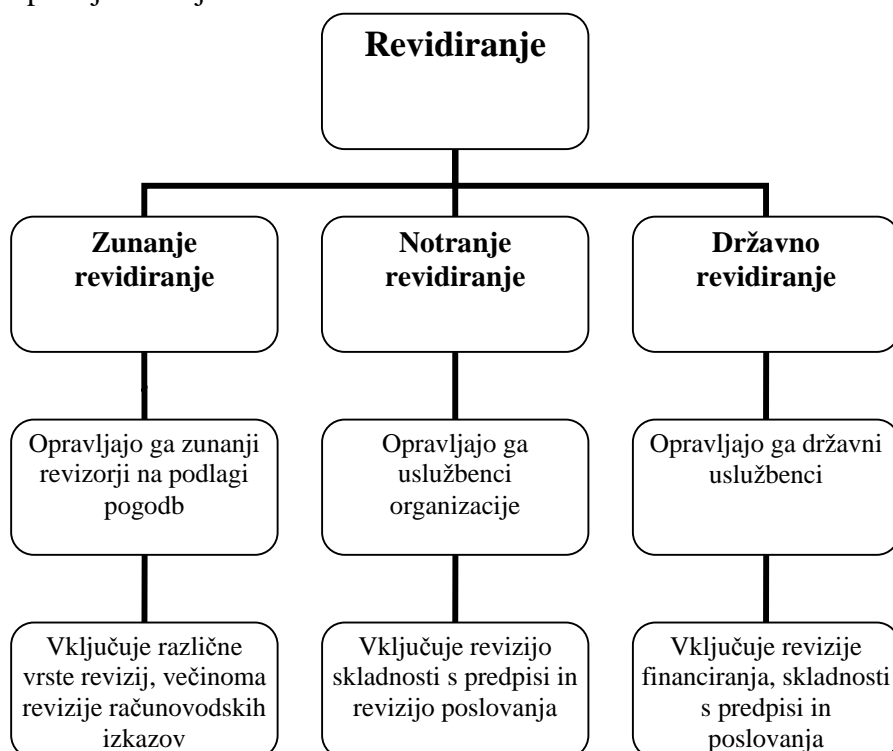 Revidiranje
Zunanje
revidiranje
Notranje
revidiranje
Državno
revidiranje
Opravljajo ga zunanji
revizorji na podlagi
pogodb
Opravljajo ga
uslužbenci
organizacije
Opravljajo ga državni
uslužbenci
Vključuje različne
vrste revizij, večinoma
revizije računovodskih
izkazov
Vključuje revizijo
skladnosti s predpisi in
revizijo poslovanja
Vključuje revizije
financiranja, skladnosti
s predpisi in
poslovanja